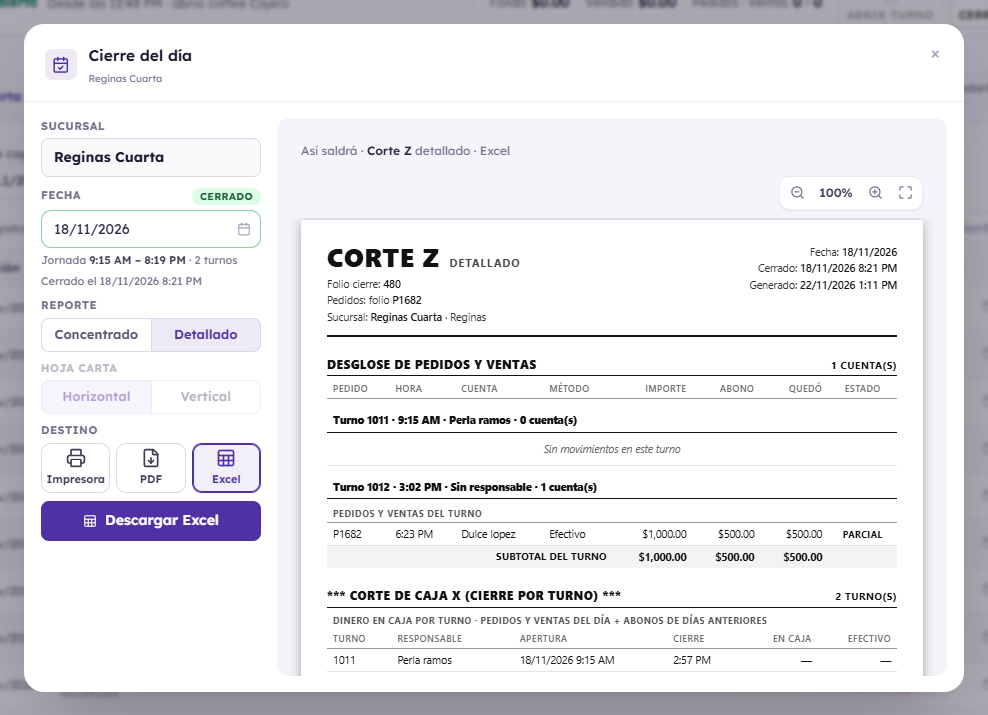 Cierre del día
Reginas Cuarta
SUCURSAL
Reginas Cuarta
FECHA
CERRADO
18/11/2026
Jornada 9:15 AM – 8:19 PM · 2 turnos
Cerrado el 18/11/2026 8:21 PM
REPORTE
Concentrado
Detallado
HOJA CARTA
Horizontal
Vertical
DESTINO
Impresora
PDF
Excel
Descargar Excel
Así saldrá · Corte Z detallado · Excel
100%
CORTE Z DETALLADO
Folio cierre: 480
Pedidos: folio P1682
Sucursal: Reginas Cuarta · Reginas
Fecha: 18/11/2026
Cerrado: 18/11/2026 8:21 PM
Generado: 22/11/2026 1:11 PM
DESGLOSE DE PEDIDOS Y VENTAS 1 CUENTA(S)
PEDIDO HORA CUENTA MÉTODO IMPORTE ABONO QUEDÓ ESTADO
Turno 1011 · 9:15 AM · Perla ramos · 0 cuenta(s)
Sin movimientos en este turno
Turno 1012 · 3:02 PM · Sin responsable · 1 cuenta(s)
PEDIDOS Y VENTAS DEL TURNO
P1682 6:23 PM Dulce lopez Efectivo $1,000.00 $500.00 $500.00 PARCIAL
SUBTOTAL DEL TURNO $1,000.00 $500.00 $500.00
*** CORTE DE CAJA X (CIERRE POR TURNO) *** 2 TURNO(S)
DINERO EN CAJA POR TURNO · PEDIDOS Y VENTAS DEL DÍA + ABONOS DE DÍAS ANTERIORES
TURNO RESPONSABLE APERTURA CIERRE EN CAJA EFECTIVO
1011 Perla ramos 18/11/2026 9:15 AM 2:57 PM — —